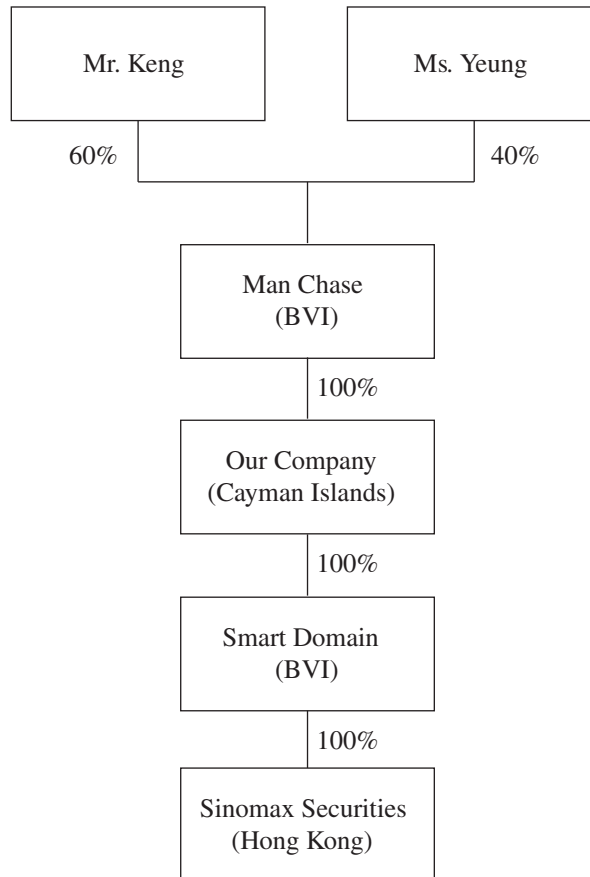 Mr. Keng
Ms. Yeung
60%
40%
Man Chase
(BVI)
100%
Our Company
(Cayman Islands)
100%
Smart Domain
(BVI)
100%
Sinomax Securities
(Hong Kong)